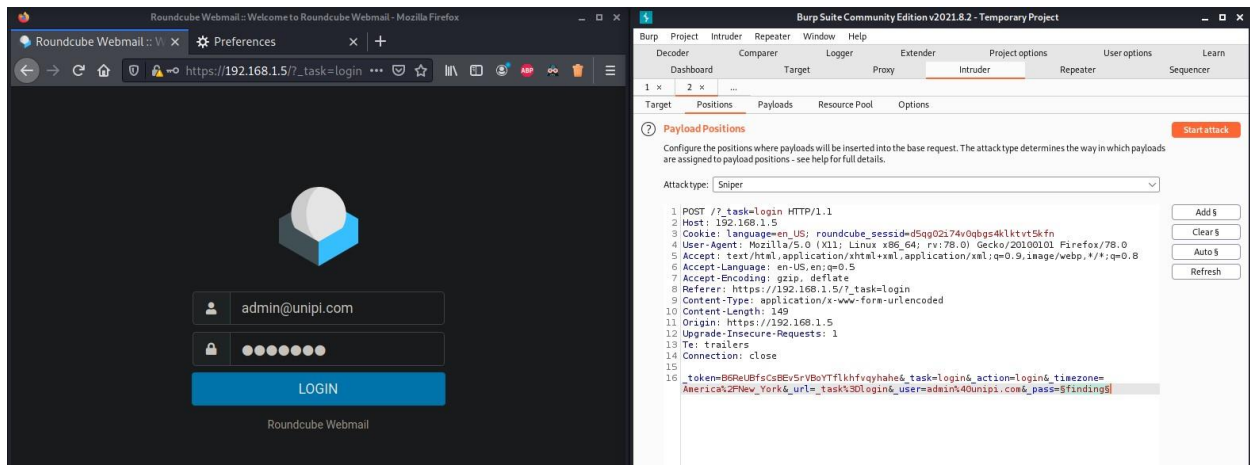 Roundcube Webmail :: Welcome to Roundcube Webmail - Mozilla Firefox
Roundcube Webmail :: W
Preferences
https://192.168.1.5/?_task=login
ABP
admin@unipi.com
LOGIN
Roundcube Webmail
Burp Suite Community Edition v2021.8.2 - Temporary Project
Burp Project Intruder Repeater Window Help
Decoder Comparer Logger Extender Project options User options Learn
Dashboard Target Proxy Intruder Repeater Sequencer
1 × 2 × ...
Target Positions Payloads Resource Pool Options
? Payload Positions
Start attack
Configure the positions where payloads will be inserted into the base request. The attack type determines the way in which payloads
are assigned to payload positions - see help for full details.
Attack type: Sniper
1 POST /?_task=login HTTP/1.1
2 Host: 192.168.1.5
3 Cookie: language=en_US; roundcube_sessid=d5qg02i74v0qbgs4klktvt5kfn
4 User-Agent: Mozilla/5.0 (X11; Linux x86_64; rv:78.0) Gecko/20100101 Firefox/78.0
5 Accept: text/html,application/xhtml+xml,application/xml;q=0.9,image/webp,*/*;q=0.8
6 Accept-Language: en-US,en;q=0.5
7 Accept-Encoding: gzip, deflate
8 Referer: https://192.168.1.5/?_task=login
9 Content-Type: application/x-www-form-urlencoded
10 Content-Length: 149
11 Origin: https://192.168.1.5
12 Upgrade-Insecure-Requests: 1
13 Te: trailers
14 Connection: close
15
16 _token=B6ReUBfsCsBEv5rVBoYTflkhfvqyhahe&_task=login&_action=login&_timezone=
America%2FNew_York&_url=_task%3Dlogin&_user=admin%40unipi.com&_pass=§finding§
Add §
Clear §
Auto §
Refresh